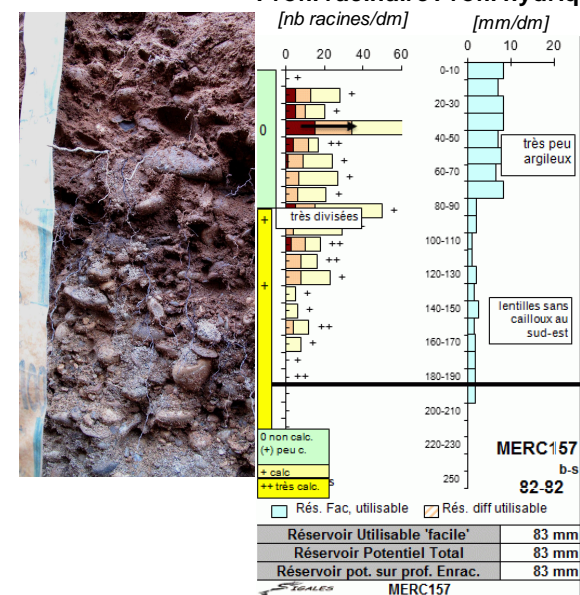 [nb racines/dm] [mm/dm]
0 20 40 60 0 10 20
0-10
20-30
40-50
60-70
80-90
100-110
120-130
140-150
160-170
180-190
200-210
220-230
250
0
+
+
+
+
+
++
+
+
+
+
++
++
+
+
+
++
+
+
++
très peu
argileux
très divisées
lentilles sans
cailloux au
sud-est
0 non calc.
(+) peu c.
+ calc
++ très calc.
MERC157
b-s
82-82
Rés. Fac, utilisable Rés. diff utilisable
Réservoir Utilisable 'facile' 83 mm
Réservoir Potentiel Total 83 mm
Réservoir pot. sur prof. Enrac. 83 mm
SIGALES MERC157